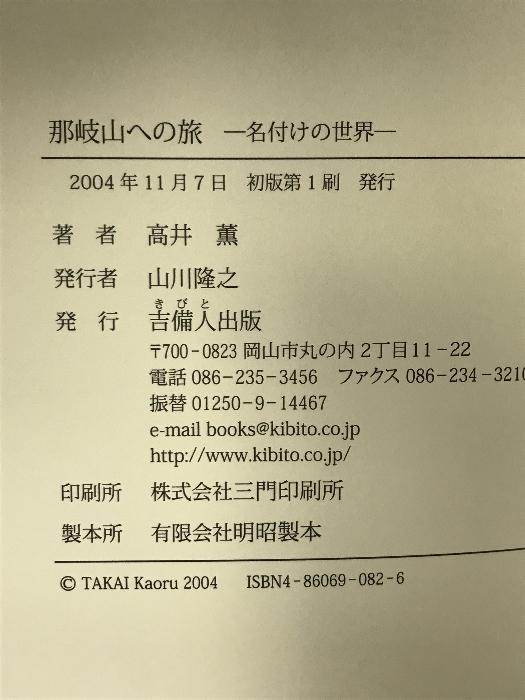 那岐山への旅 ―名付けの世界―
2004年11月7日 初版第1刷 発行
著 者 高井 薫
発行者 山川隆之
きびと
発 行 吉備人出版
〒700-0823 岡山市丸の内2丁目11-22
電話 086-235-3456 ファクス 086-234-3210
振替 01250-9-14467
e-mail books@kibito.co.jp
http://www.kibito.co.jp/
印刷所 株式会社三門印刷所
製本所 有限会社明昭製本
© TAKAI Kaoru 2004 ISBN4-86069-082-6